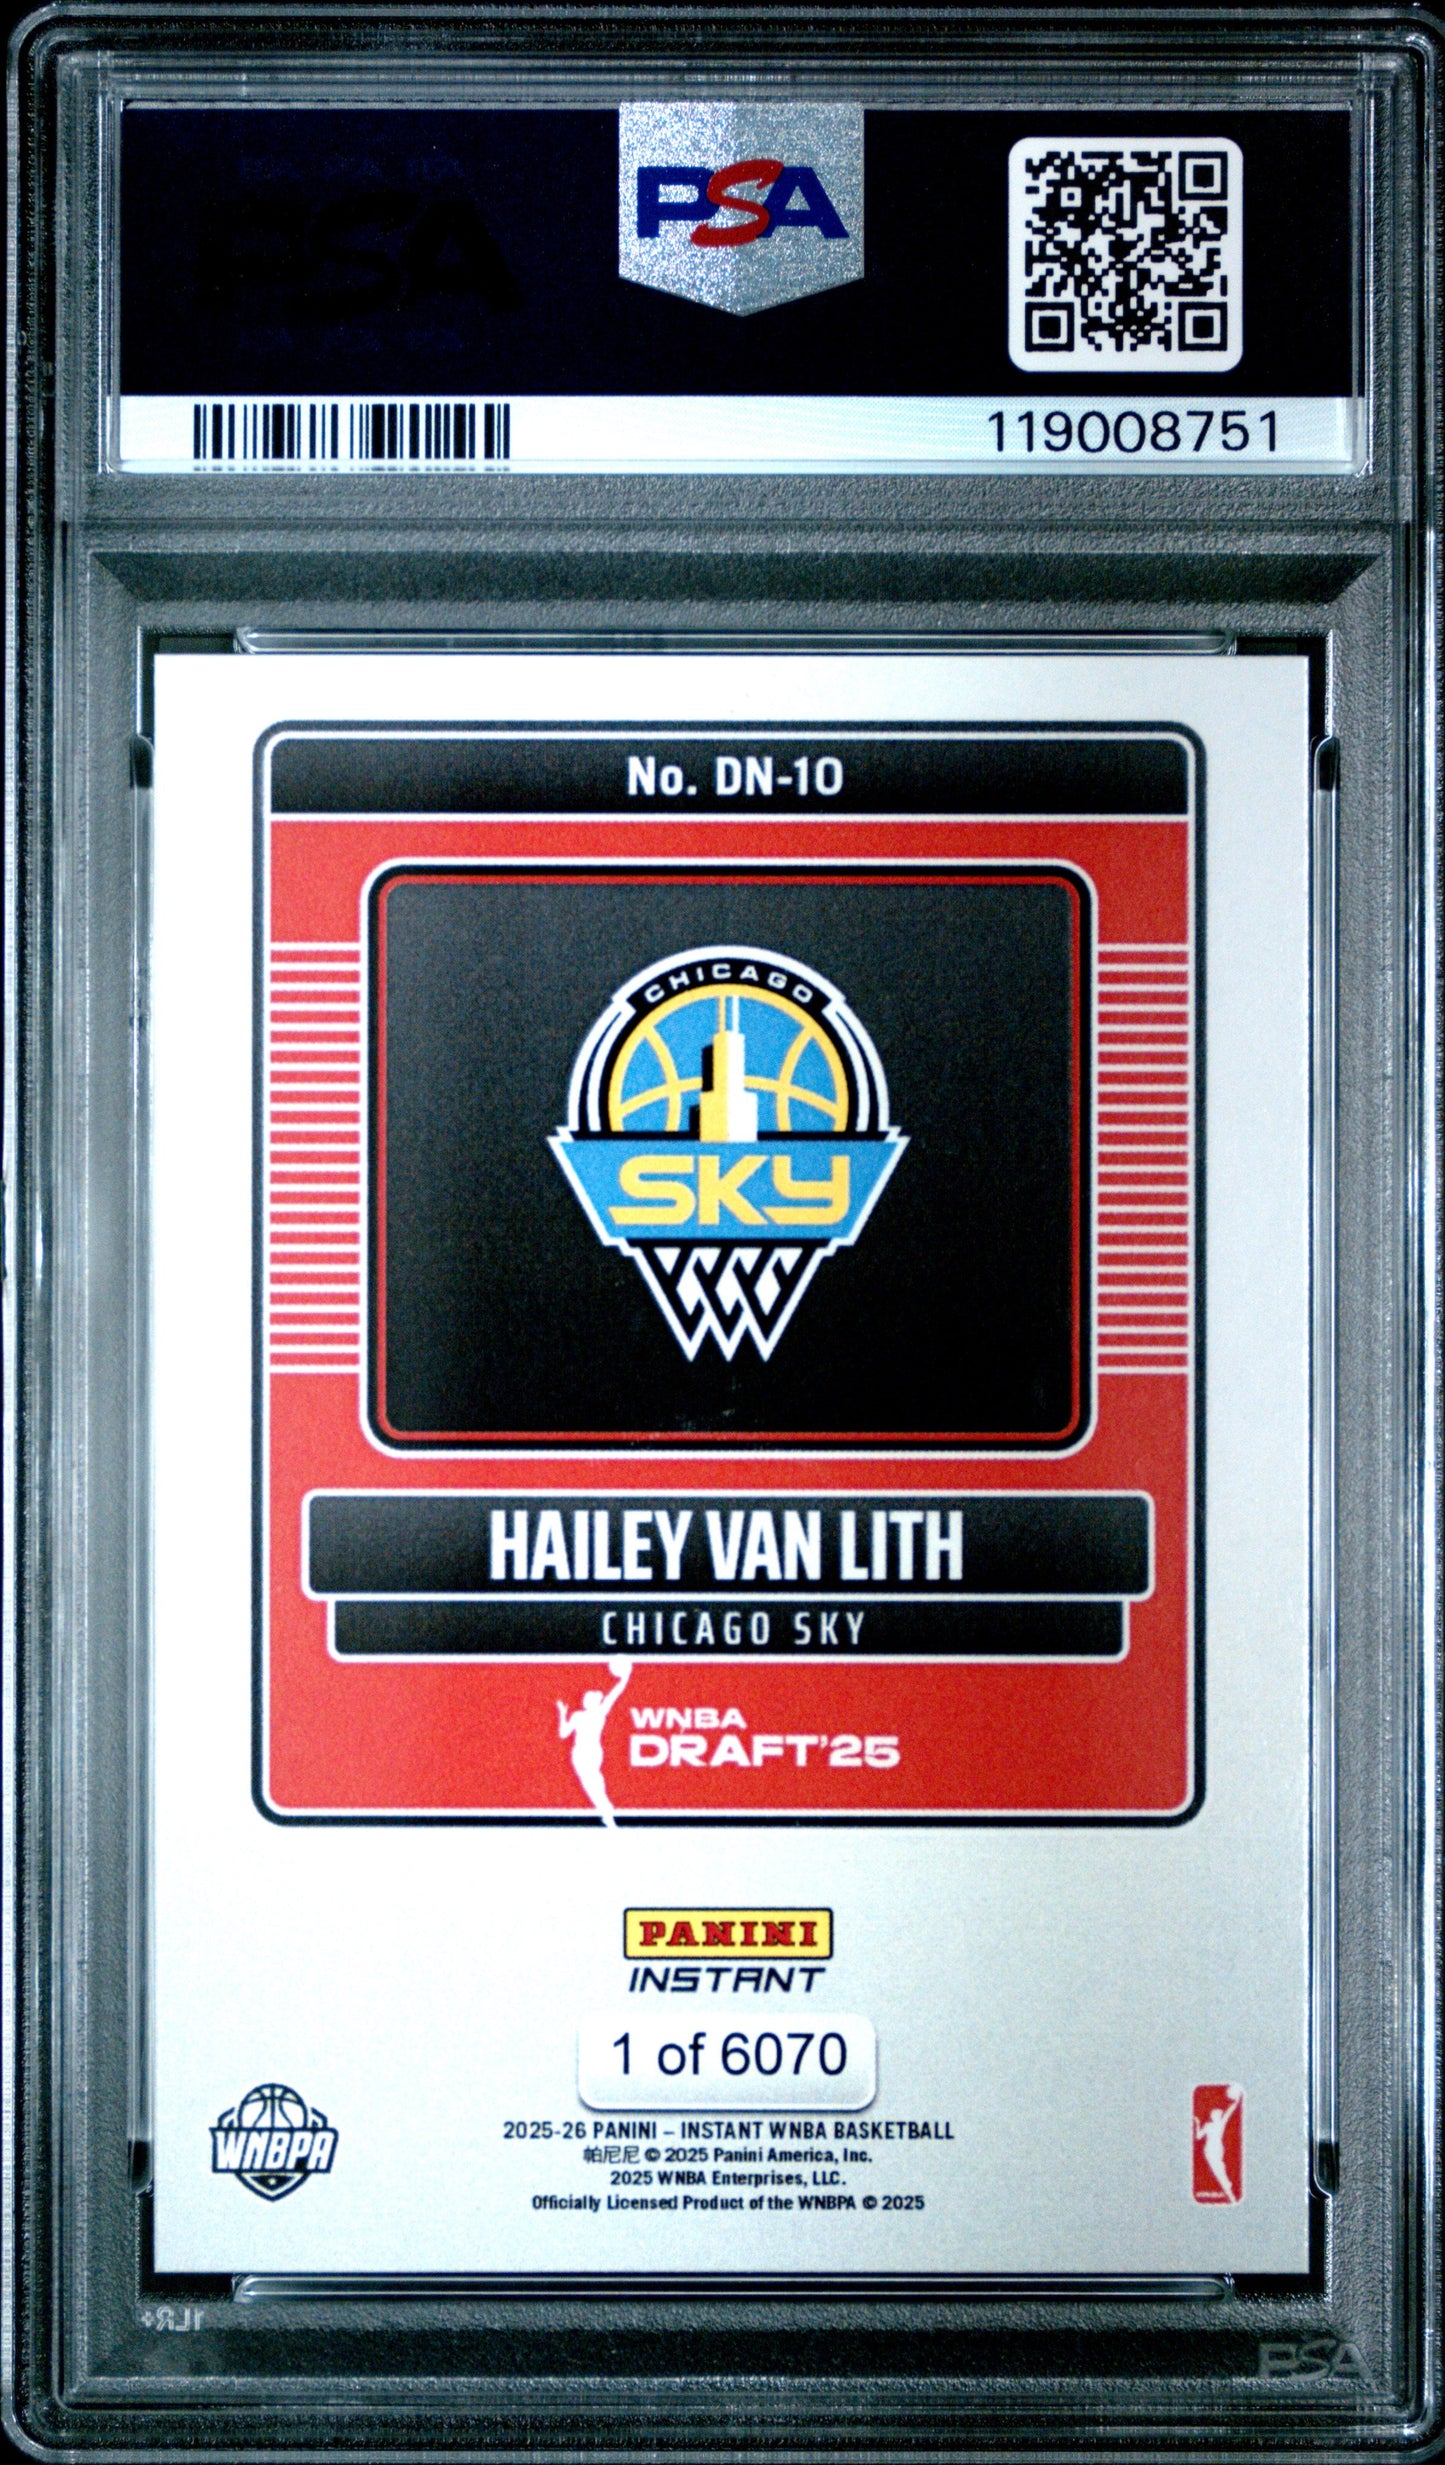 PSA
119008751
No. DN-10
CHICAGO
SKY
HAILEY VAN LITH
CHICAGO SKY
WNBA
DRAFT'25
PANINI
INSTANT
1 of 6070
WNBPA
2025-26 PANINI – INSTANT WNBA BASKETBALL
帕尼尼 © 2025 Panini America, Inc.
2025 WNBA Enterprises, LLC.
Officially Licensed Product of the WNBPA © 2025
1LR+
PSA